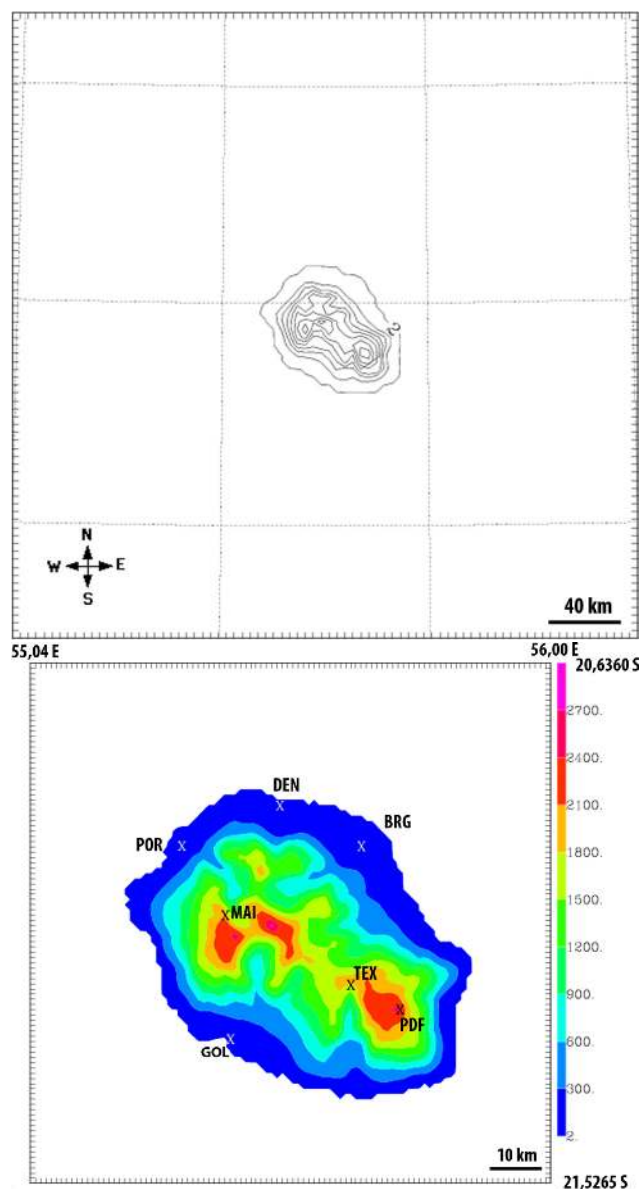 2
N
W E
S
40 km
55,04 E 56,00 E 20,6360 S
2700.
2400.
2100.
1800.
1500.
1200.
900.
600.
300.
2.
DEN
BRG
POR
X
X
X
X MAI
TEX
X
X
PDF
X
GOL
10 km
21,5265 S